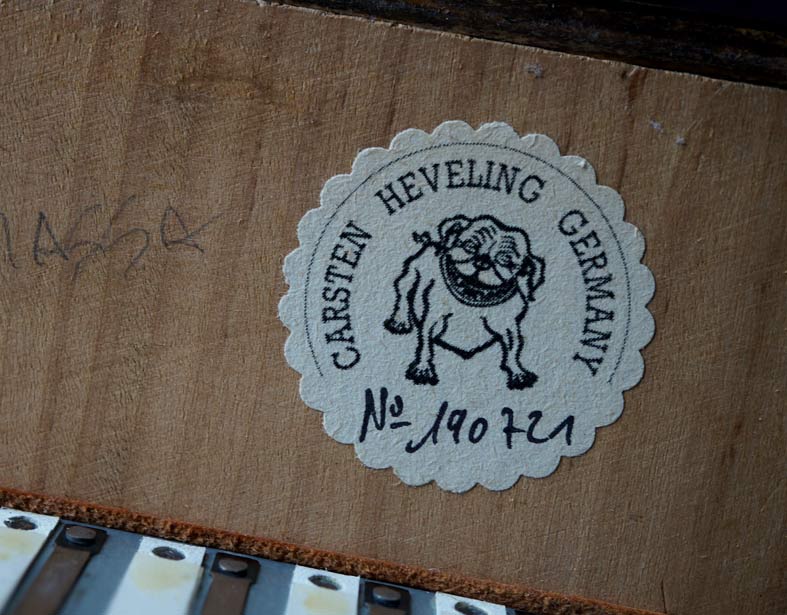 CARSTEN HEVELING GERMANY
Nº 190721